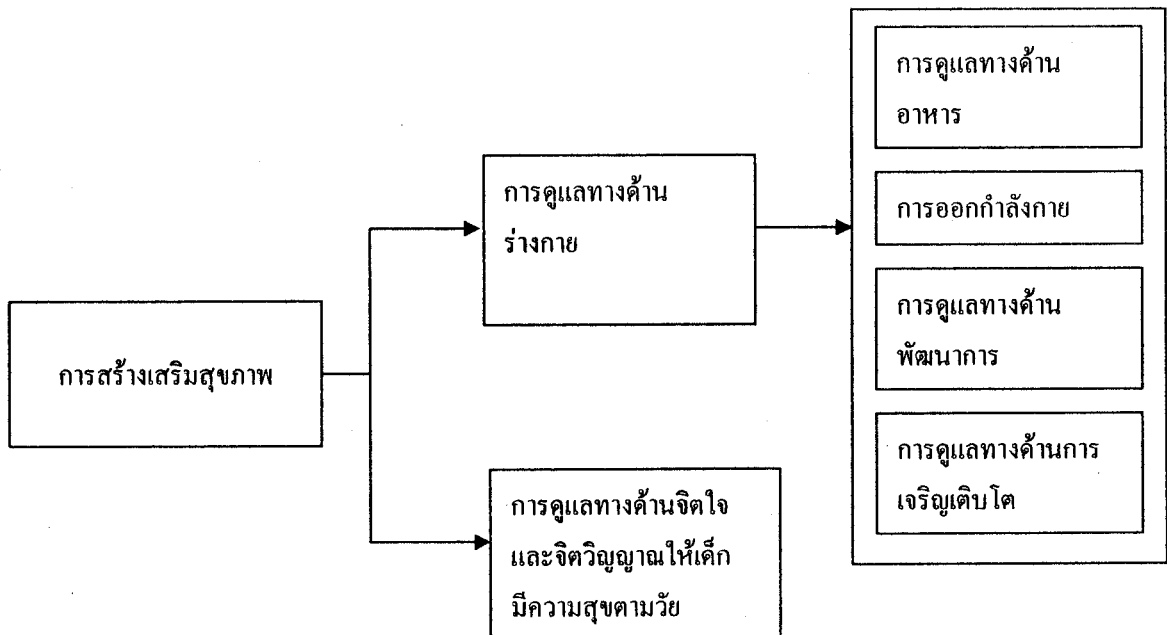 การสร้างเสริมสุขภาพ
การดูแลทางด้าน
ร่างกาย
การดูแลทางด้านจิตใจ
และจิตวิญญาณให้เด็ก
มีความสุขตามวัย
การดูแลทางด้าน
อาหาร
การออกกำลังกาย
การดูแลทางด้าน
พัฒนาการ
การดูแลทางด้านการ
เจริญเติบโต